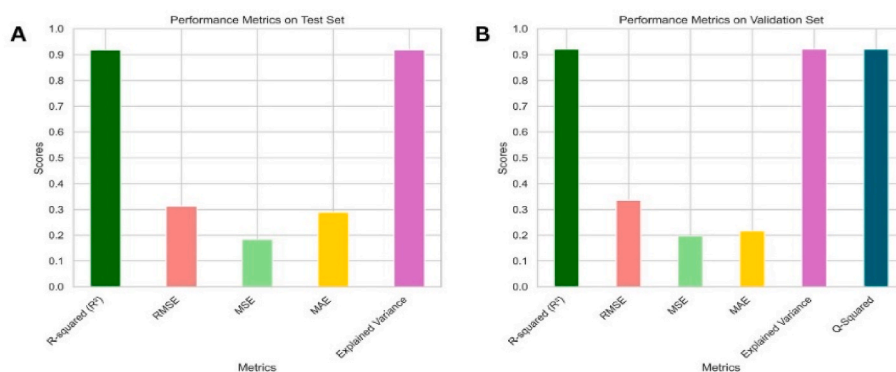 A
Performance Metrics on Test Set
1.0
0.9
0.8
0.7
0.6
0.5
0.4
0.3
0.2
0.1
0.0
Scores
R-squared (R²)
RMSE
MSE
MAE
Explained Variance
Metrics
B
Performance Metrics on Validation Set
1.0
0.9
0.8
0.7
0.6
0.5
0.4
0.3
0.2
0.1
0.0
Scores
R-squared (R²)
RMSE
MSE
MAE
Explained Variance
Q-Squared
Metrics